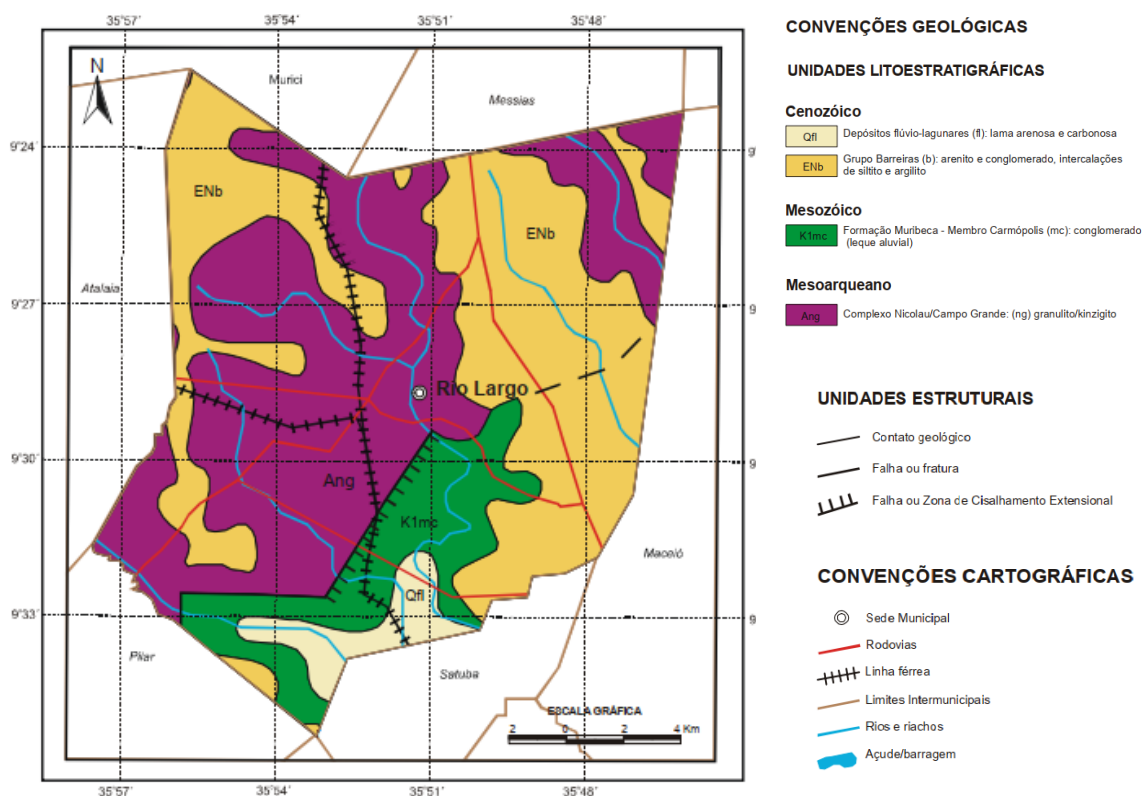 35°57' 35°54' 35°51' 35°48'
N
Murici
Messias
9°24'
9'
ENb
ENb
Atalaia
9°27'
9
Rio Largo
9°30'
9
Ang
K1mc
Maceió
Qfl
9°33'
9
Pilar
Satuba
ESCALA GRÁFICA
2 0 2 4 Km
35°57' 35°54' 35°51' 35°48'
CONVENÇÕES GEOLÓGICAS
UNIDADES LITOESTRATIGRÁFICAS
Cenozóico
Qfl Depósitos flúvio-lagunares (fl): lama arenosa e carbonosa
ENb Grupo Barreiras (b): arenito e conglomerado, intercalações
de siltito e argilito
Mesozóico
K1mc Formação Muribeca - Membro Carmópolis (mc): conglomerado
(leque aluvial)
Mesoarqueano
Ang Complexo Nicolau/Campo Grande: (ng) granulito/kinzigito
UNIDADES ESTRUTURAIS
Contato geológico
Falha ou fratura
Falha ou Zona de Cisalhamento Extensional
CONVENÇÕES CARTOGRÁFICAS
Sede Municipal
Rodovias
Linha férrea
Limites Intermunicipais
Rios e riachos
Açude/barragem